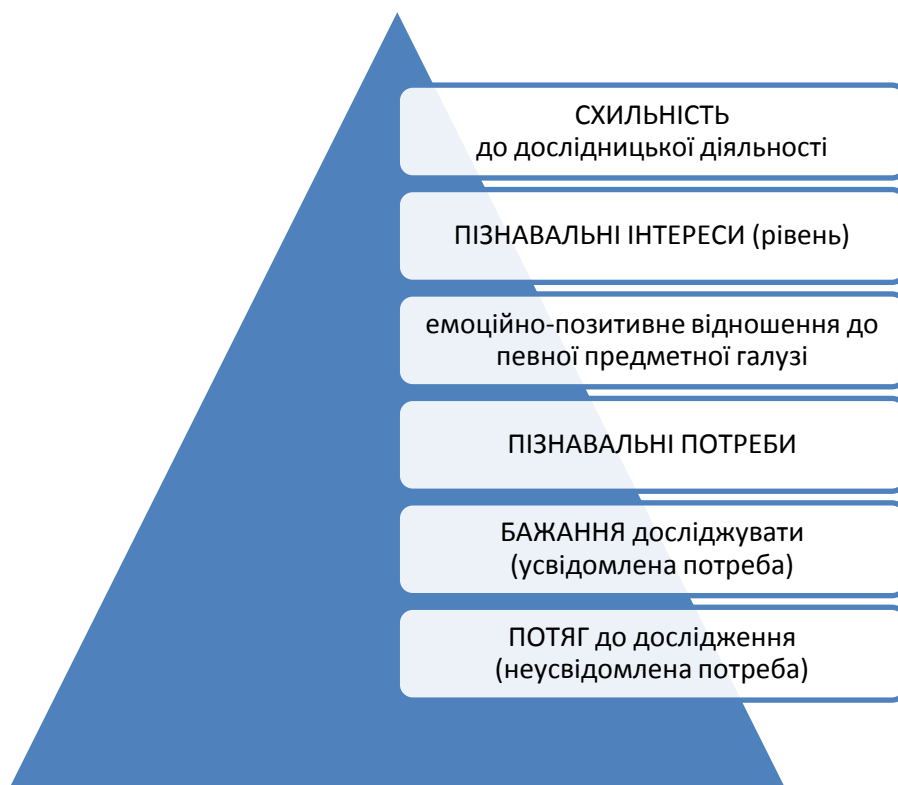 СХИЛЬНІСТЬ
до дослідницької діяльності
ПІЗНАВАЛЬНІ ІНТЕРЕСИ (рівень)
емоційно-позитивне відношення до
певної предметної галузі
ПІЗНАВАЛЬНІ ПОТРЕБИ
БАЖАННЯ досліджувати
(усвідомлена потреба)
ПОТЯГ до дослідження
(неусвідомлена потреба)